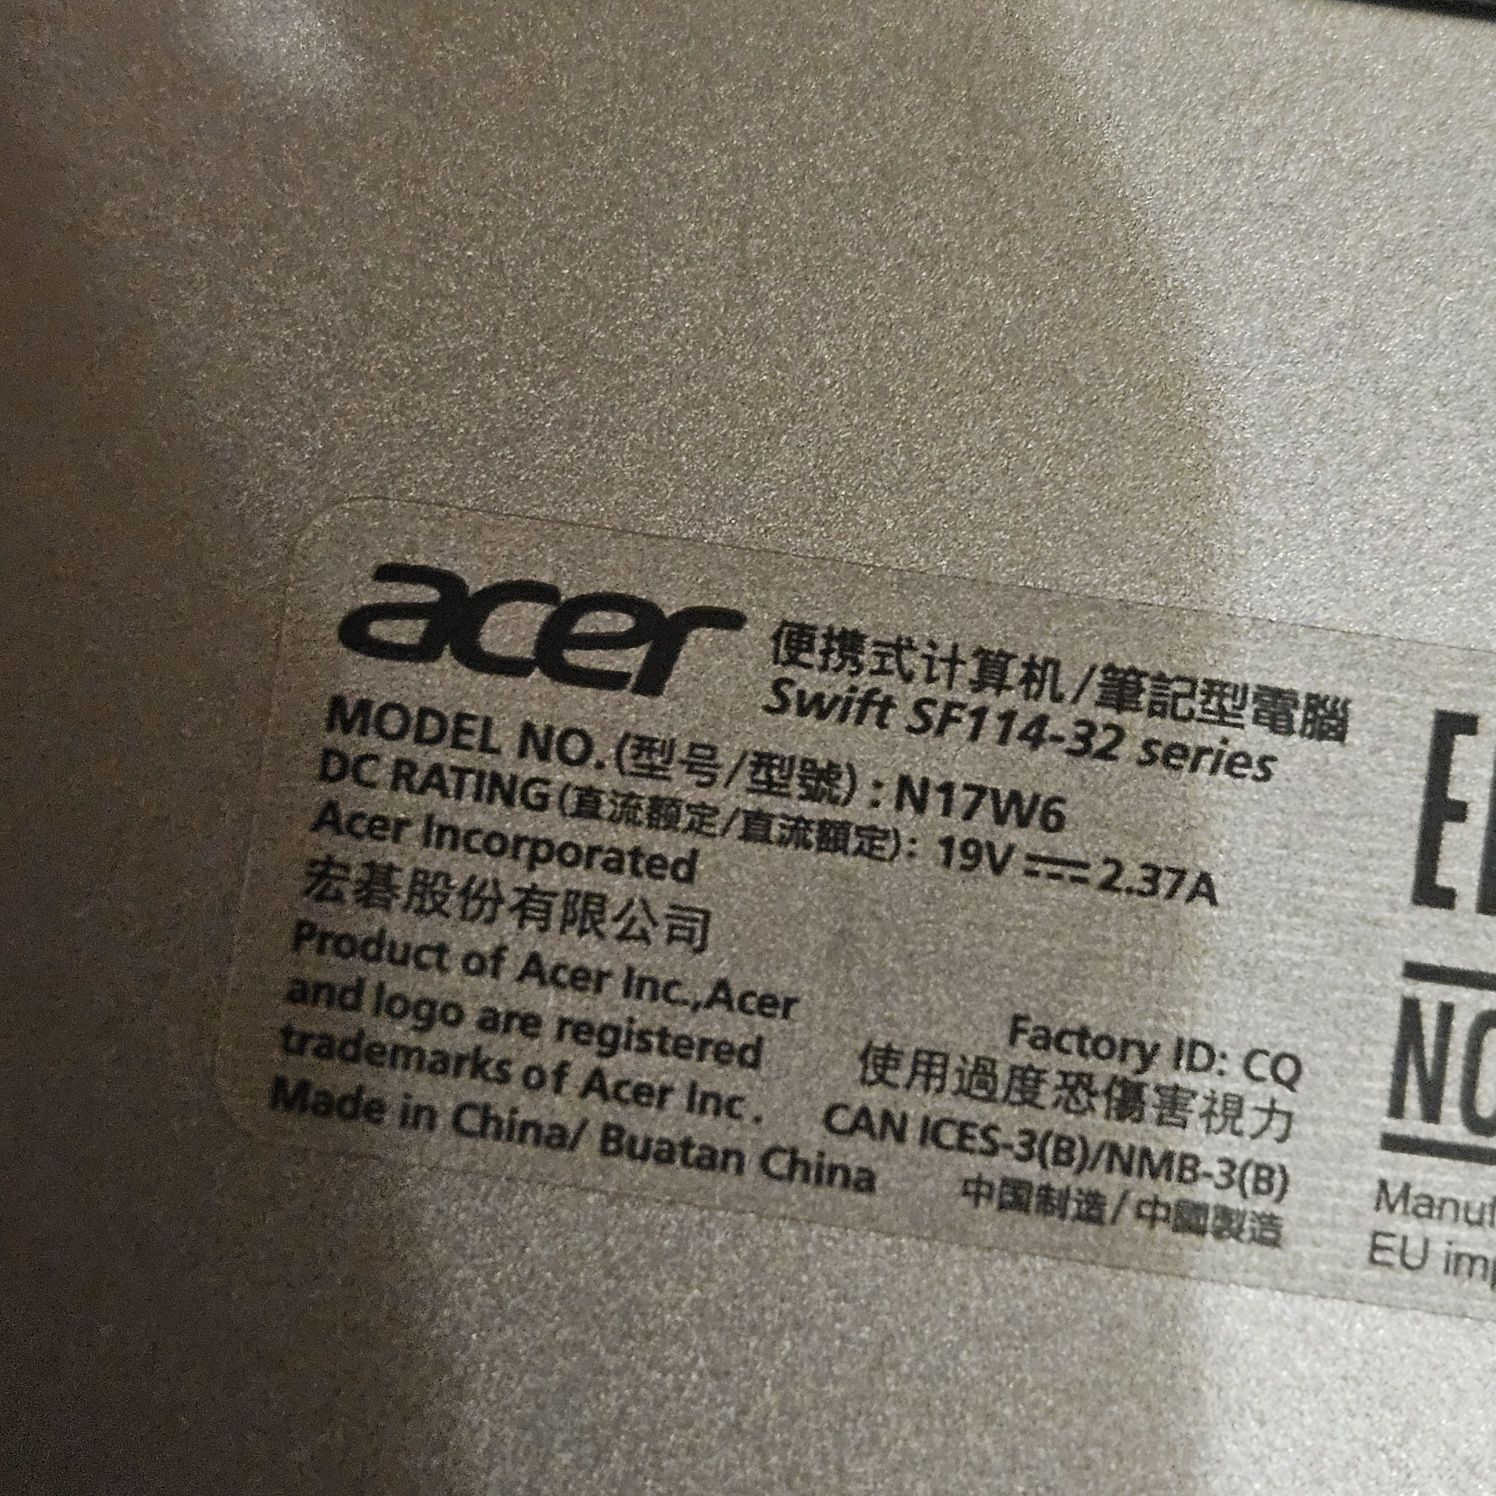 acer 便携式计算机/筆記型電腦
Swift SF114-32 series
MODEL NO.(型号/型號): N17W6
DC RATING(直流额定/直流額定): 19V⎓2.37A
Acer Incorporated
宏碁股份有限公司
Product of Acer Inc.,Acer
and logo are registered
trademarks of Acer Inc.
Made in China/ Buatan China
Factory ID: CQ
使用過度恐傷害視力
CAN ICES-3(B)/NMB-3(B)
中国制造/中國製造
EU